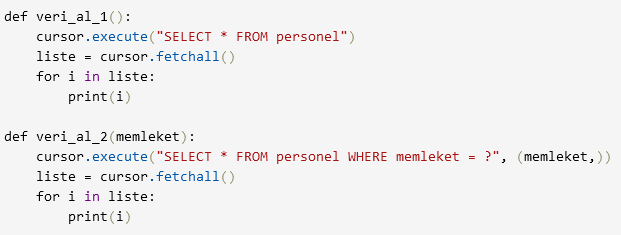 def veri_al_1():
    cursor.execute("SELECT * FROM personel")
    liste = cursor.fetchall()
    for i in liste:
        print(i)

def veri_al_2(memleket):
    cursor.execute("SELECT * FROM personel WHERE memleket = ?", (memleket,))
    liste = cursor.fetchall()
    for i in liste:
        print(i)